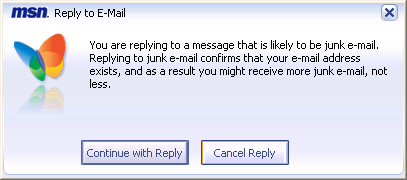 msn. Reply to E-Mail
You are replying to a message that is likely to be junk e-mail.
Replying to junk e-mail confirms that your e-mail address
exists, and as a result you might receive more junk e-mail, not
less.
Continue with Reply
Cancel Reply